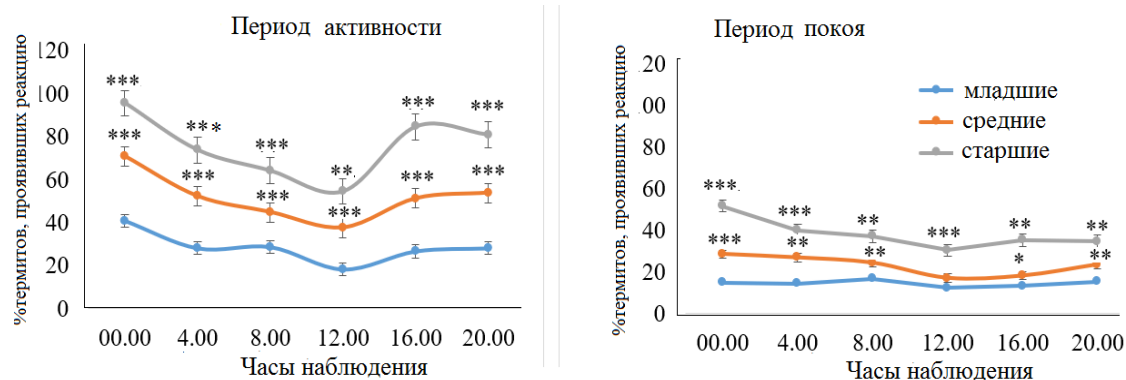 Период активности
%термитов, проявивших реакцию
120
100
80
60
40
20
0
*** *** *** ** *** ***
*** *** *** *** *** ***
00.00 4.00 8.00 12.00 16.00 20.00
Часы наблюдения
Период покоя
%термитов, проявивших реакцию
20
00
80
60
40
20
0
младшие
средние
старшие
*** *** ** *** ** **
*** ** ** * **
00.00 4.00 8.00 12.00 16.00 20.00
Часы наблюдения